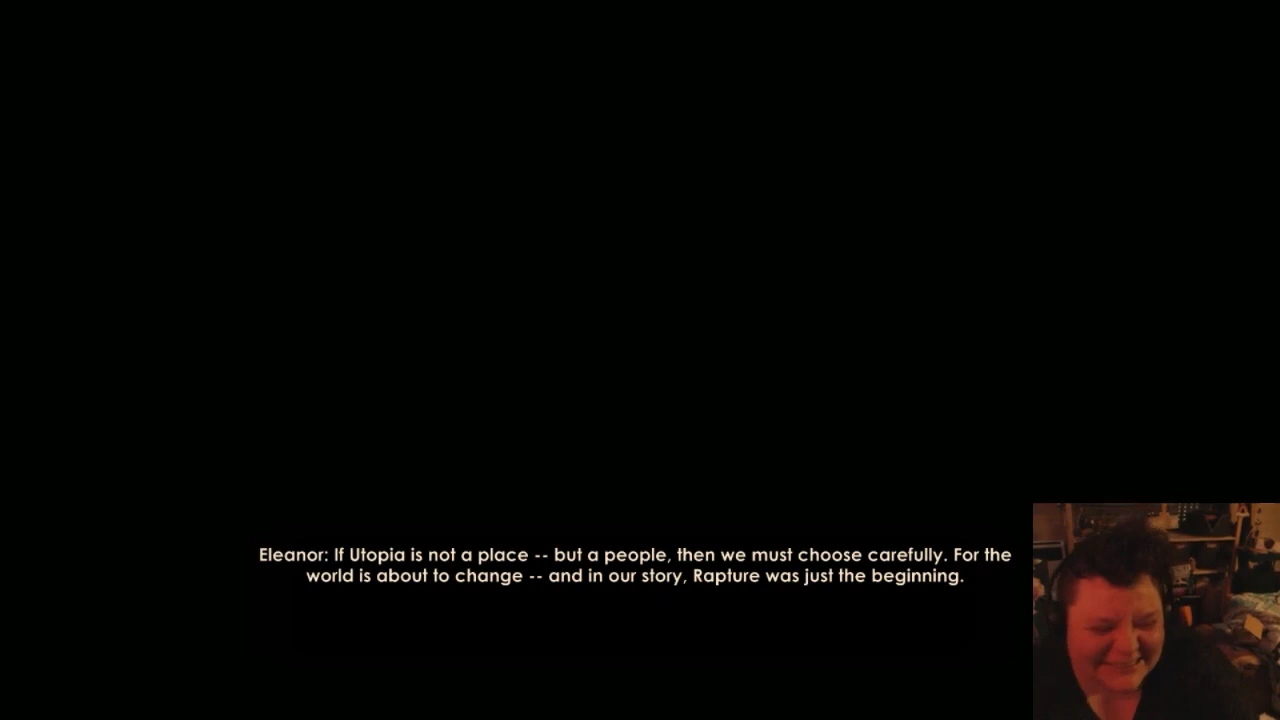 Eleanor: If Utopia is not a place -- but a people, then we must choose carefully. For the
world is about to change -- and in our story, Rapture was just the beginning.